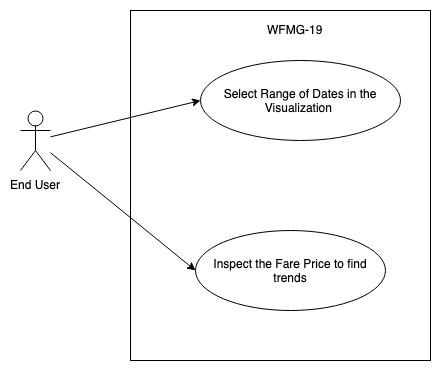 WFMG-19
Select Range of Dates in the
Visualization
End User
Inspect the Fare Price to find
trends